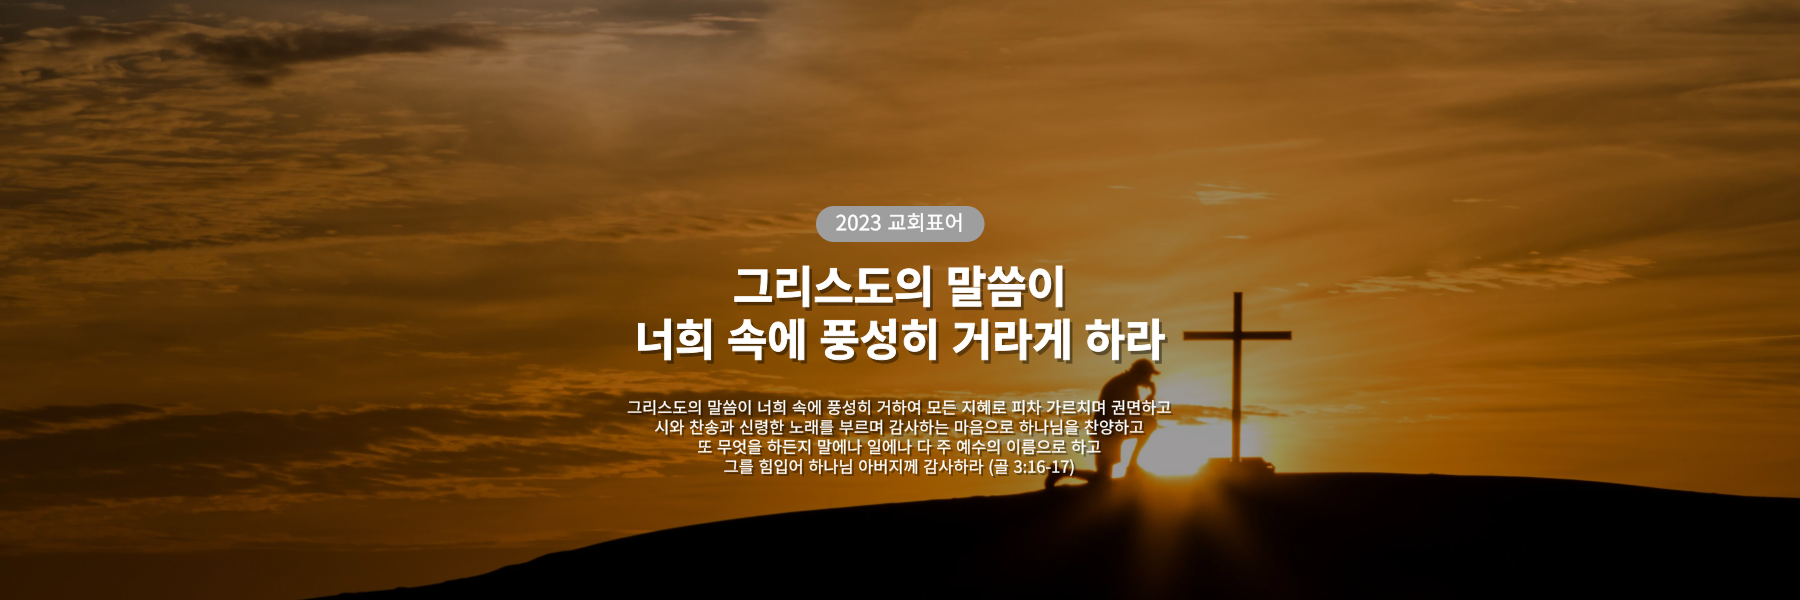 2023 교회표어
그리스도의 말씀이
너희 속에 풍성히 거라게 하라
그리스도의 말씀이 너희 속에 풍성히 거하여 모든 지혜로 피차 가르치며 권면하고
시와 찬송과 신령한 노래를 부르며 감사하는 마음으로 하나님을 찬양하고
또 무엇을 하든지 말에나 일에나 다 주 예수의 이름으로 하고
그를 힘입어 하나님 아버지께 감사하라 (골 3:16-17)